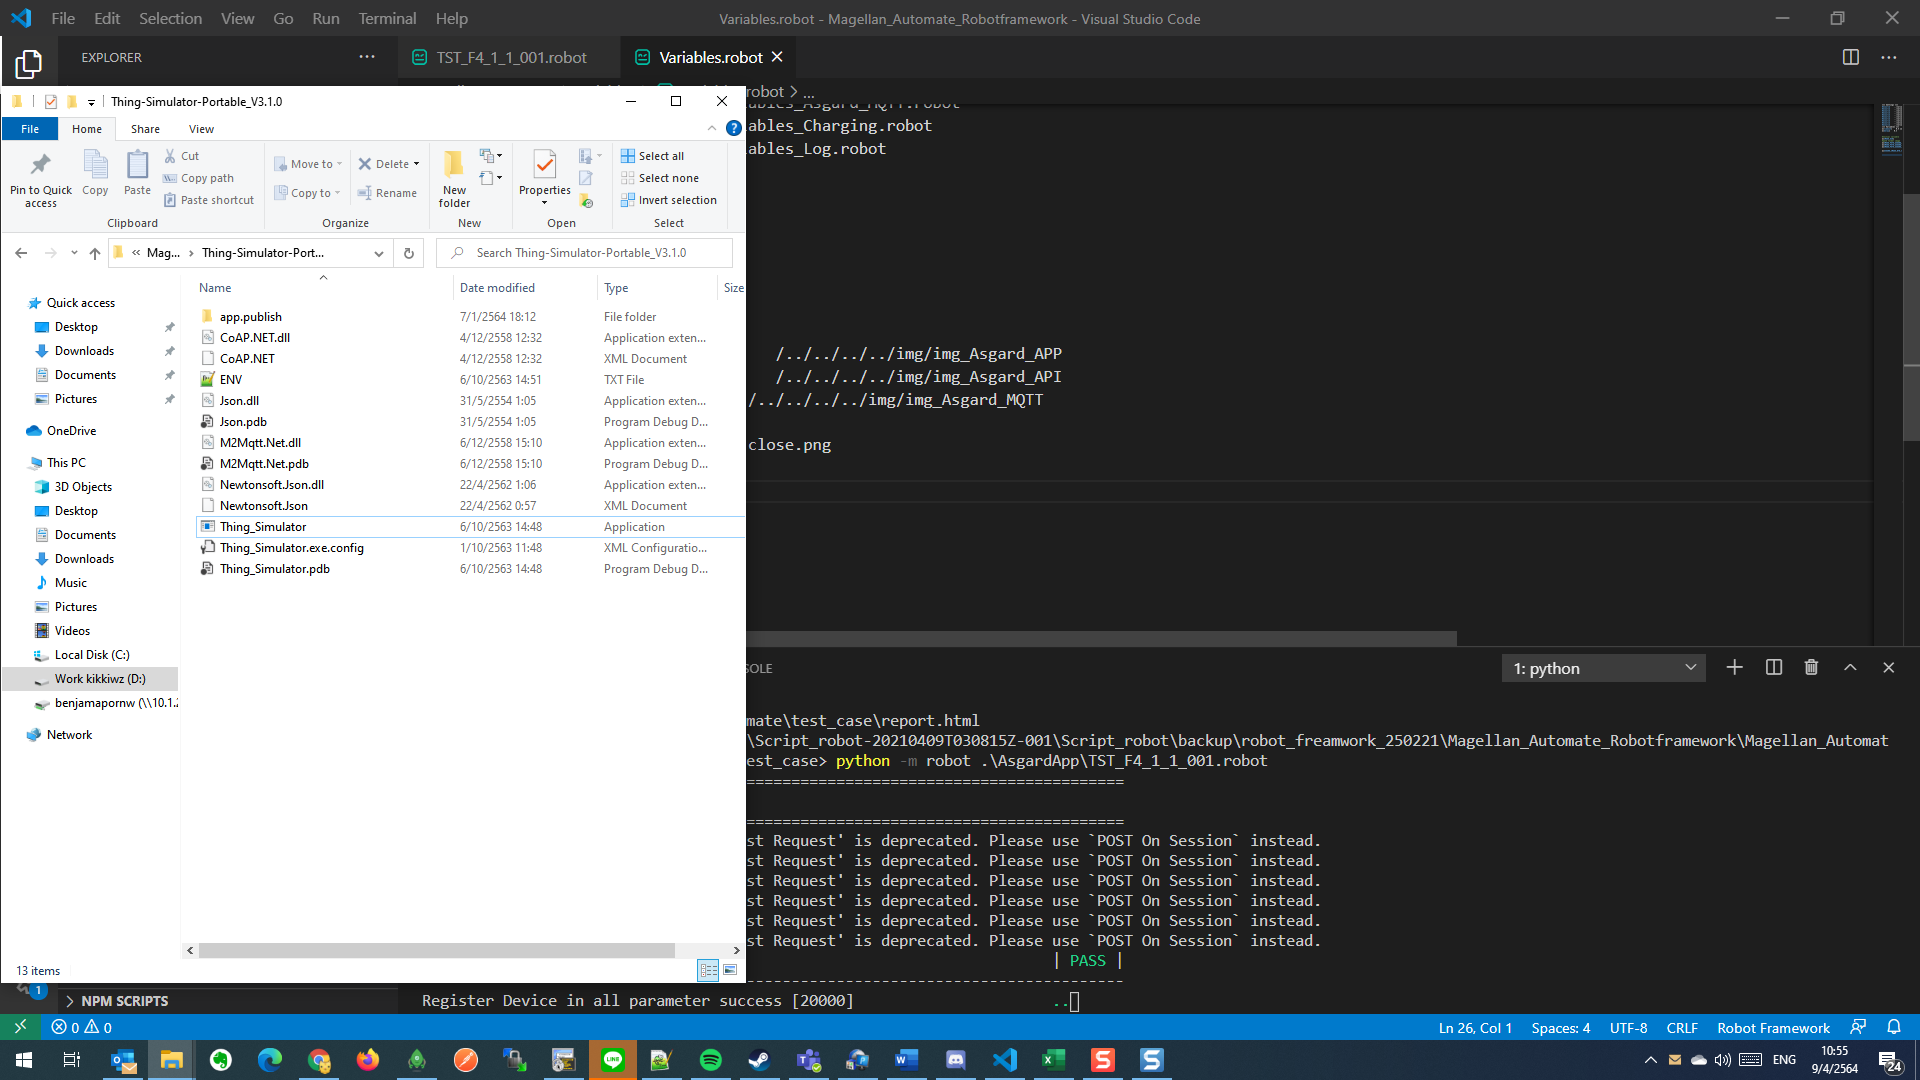 File Edit Selection View Go Run Terminal Help
Variables.robot - Magellan_Automate_Robotframework - Visual Studio Code
EXPLORER
TST_F4_1_1_001.robot
Variables.robot
robot > ...
Thing-Simulator-Portable_V3.1.0
File Home Share View
Pin to Quick access
Copy
Paste
Cut
Copy path
Paste shortcut
Clipboard
Move to
Copy to
Delete
Rename
Organize
New folder
New
Properties
Open
Select all
Select none
Invert selection
Select
« Mag... > Thing-Simulator-Port...
Search Thing-Simulator-Portable_V3.1.0
Quick access
Desktop
Downloads
Documents
Pictures
OneDrive
This PC
3D Objects
Desktop
Documents
Downloads
Music
Pictures
Videos
Local Disk (C:)
Work kikkiwz (D:)
benjamapornw (\\10.1.
Network
Name Date modified Type Size
app.publish 7/1/2564 18:12 File folder
CoAP.NET.dll 4/12/2558 12:32 Application exten...
CoAP.NET 4/12/2558 12:32 XML Document
ENV 6/10/2563 14:51 TXT File
Json.dll 31/5/2554 1:05 Application exten...
Json.pdb 31/5/2554 1:05 Program Debug D...
M2Mqtt.Net.dll 6/12/2558 15:10 Application exten...
M2Mqtt.Net.pdb 6/12/2558 15:10 Program Debug D...
Newtonsoft.Json.dll 22/4/2562 1:06 Application exten...
Newtonsoft.Json 22/4/2562 0:57 XML Document
Thing_Simulator 6/10/2563 14:48 Application
Thing_Simulator.exe.config 1/10/2563 11:48 XML Configuratio...
Thing_Simulator.pdb 6/10/2563 14:48 Program Debug D...
13 items
ables_Asgard_MQTT.robot
ables_Charging.robot
ables_Log.robot
/../../../../img/img_Asgard_APP
/../../../../img/img_Asgard_API
/../../../../img/img_Asgard_MQTT
close.png
SOLE
1: python
mate\test_case\report.html
\Script_robot-20210409T030815Z-001\Script_robot\backup\robot_freamwork_250221\Magellan_Automate_Robotframework\Magellan_Automat
est_case> python -m robot .\AsgardApp\TST_F4_1_1_001.robot
==========================================
==========================================
st Request' is deprecated. Please use `POST On Session` instead.
st Request' is deprecated. Please use `POST On Session` instead.
st Request' is deprecated. Please use `POST On Session` instead.
st Request' is deprecated. Please use `POST On Session` instead.
st Request' is deprecated. Please use `POST On Session` instead.
st Request' is deprecated. Please use `POST On Session` instead.
| PASS |
------------------------------------------
Register Device in all parameter success [20000] ..
1
NPM SCRIPTS
0 0
Ln 26, Col 1 Spaces: 4 UTF-8 CRLF Robot Framework
ENG
10:55
9/4/2564
24